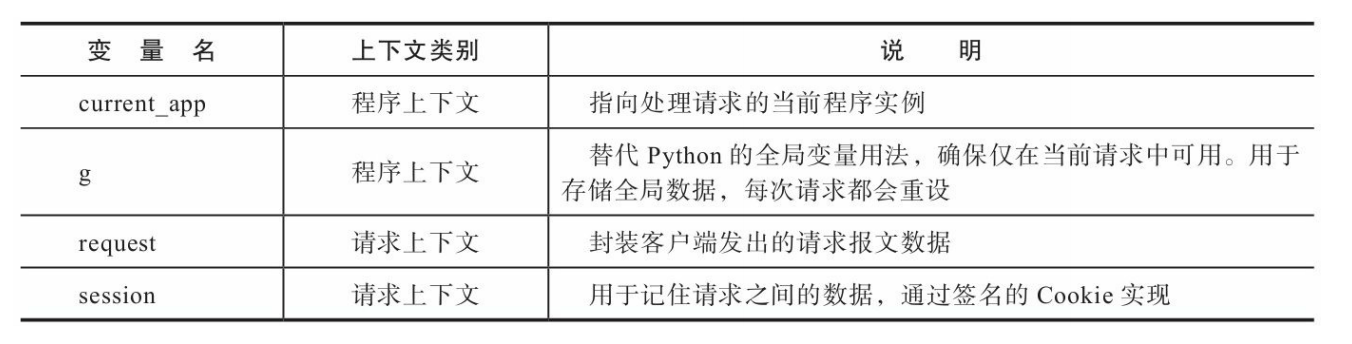 变 量 名 上下文类别 说 明
current_app 程序上下文 指向处理请求的当前程序实例
g 程序上下文 替代 Python 的全局变量用法，确保仅在当前请求中可用。用于
存储全局数据，每次请求都会重设
request 请求上下文 封装客户端发出的请求报文数据
session 请求上下文 用于记住请求之间的数据，通过签名的 Cookie 实现